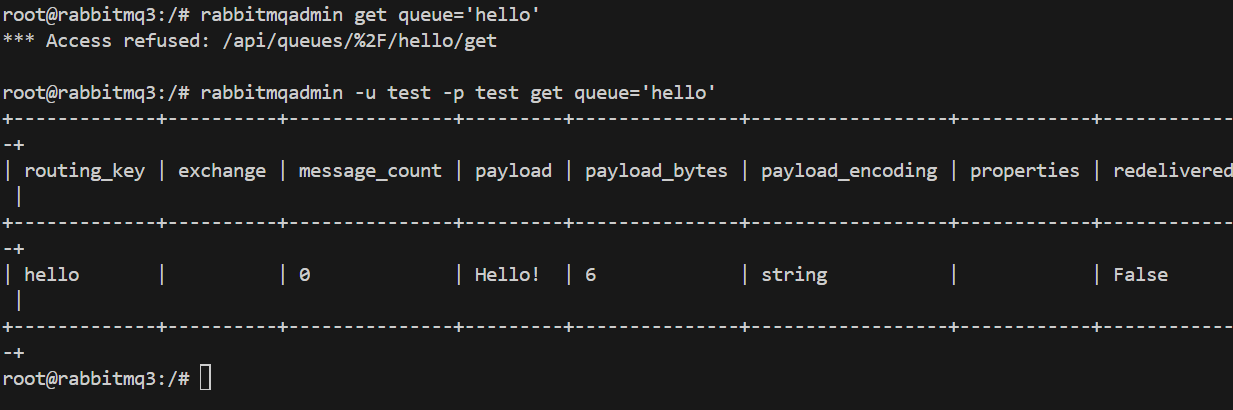 root@rabbitmq3:/# rabbitmqadmin get queue='hello'
*** Access refused: /api/queues/%2F/hello/get

root@rabbitmq3:/# rabbitmqadmin -u test -p test get queue='hello'
+-------------+----------+---------------+---------+---------------+------------------+------------+------------
-+
| routing_key | exchange | message_count | payload | payload_bytes | payload_encoding | properties | redelivered
 |
+-------------+----------+---------------+---------+---------------+------------------+------------+------------
-+
| hello       |          | 0             | Hello!  | 6             | string           |            | False
 |
+-------------+----------+---------------+---------+---------------+------------------+------------+------------
-+
root@rabbitmq3:/#